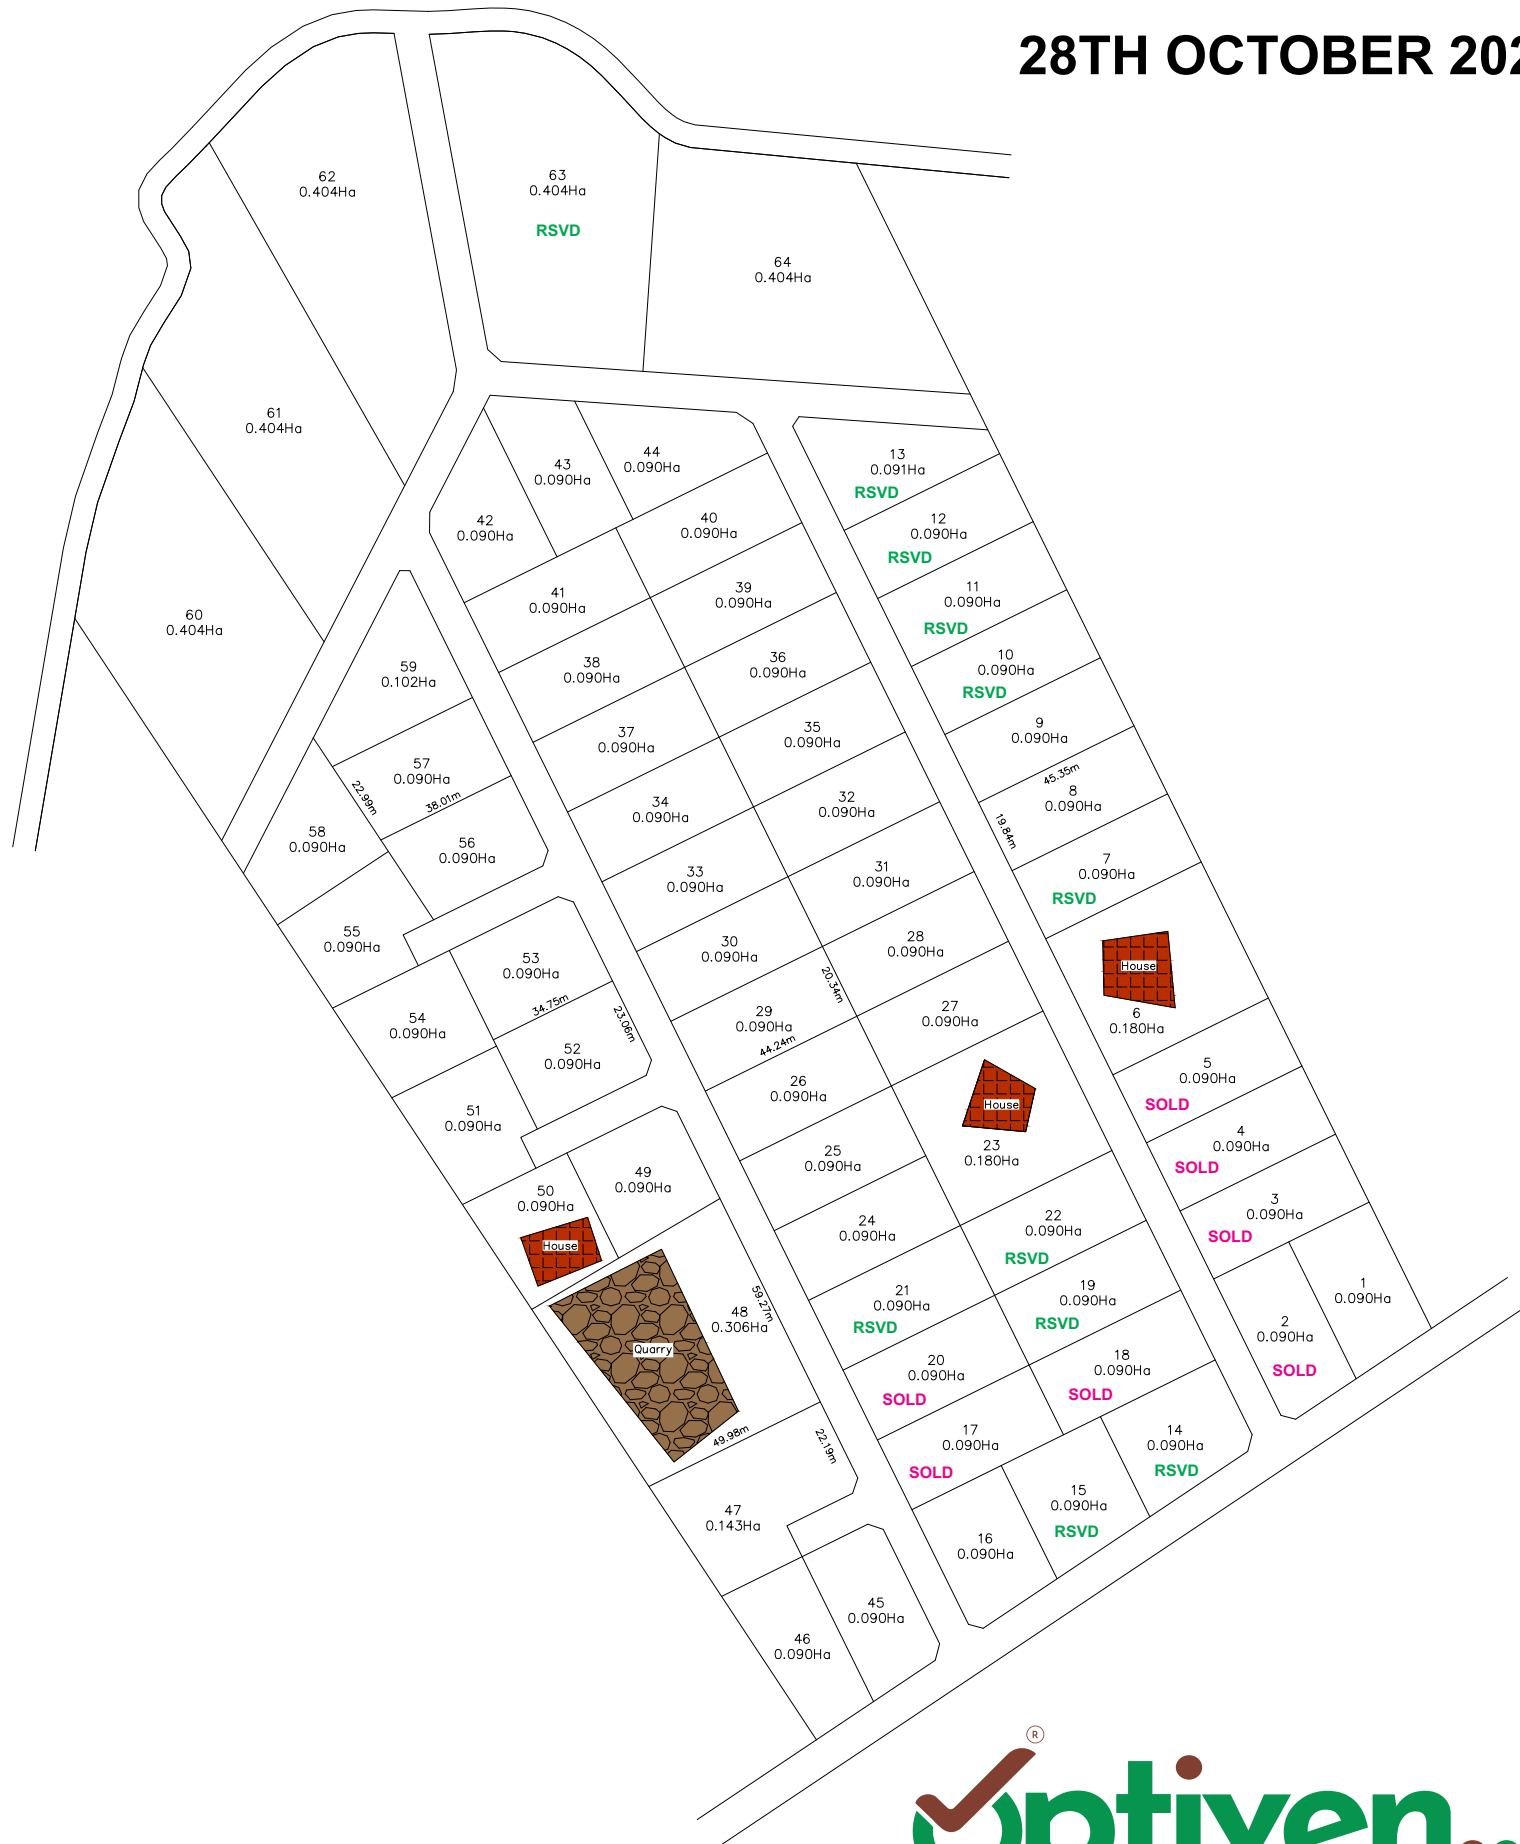 28TH OCTOBER 202
62
0.404Ha
63
0.404Ha
RSVD
64
0.404Ha
61
0.404Ha
60
0.404Ha
44
0.090Ha
43
0.090Ha
42
0.090Ha
13
0.091Ha
RSVD
40
0.090Ha
12
0.090Ha
RSVD
41
0.090Ha
39
0.090Ha
11
0.090Ha
RSVD
38
0.090Ha
36
0.090Ha
10
0.090Ha
RSVD
59
0.102Ha
37
0.090Ha
35
0.090Ha
9
0.090Ha
57
0.090Ha
22.99m
38.01m
34
0.090Ha
32
0.090Ha
45.35m
8
0.090Ha
19.84m
58
0.090Ha
56
0.090Ha
33
0.090Ha
31
0.090Ha
7
0.090Ha
RSVD
55
0.090Ha
53
0.090Ha
34.75m
30
0.090Ha
28
0.090Ha
20.34m
House
6
0.180Ha
54
0.090Ha
52
0.090Ha
23.06m
29
0.090Ha
44.24m
27
0.090Ha
5
0.090Ha
SOLD
51
0.090Ha
26
0.090Ha
House
23
0.180Ha
4
0.090Ha
SOLD
50
0.090Ha
House
49
0.090Ha
25
0.090Ha
3
0.090Ha
SOLD
24
0.090Ha
22
0.090Ha
RSVD
59.27m
48
0.306Ha
Quarry
49.98m
21
0.090Ha
RSVD
19
0.090Ha
RSVD
1
0.090Ha
2
0.090Ha
SOLD
20
0.090Ha
SOLD
18
0.090Ha
SOLD
22.19m
17
0.090Ha
SOLD
14
0.090Ha
RSVD
47
0.143Ha
15
0.090Ha
RSVD
16
0.090Ha
45
0.090Ha
46
0.090Ha
®
Optiven